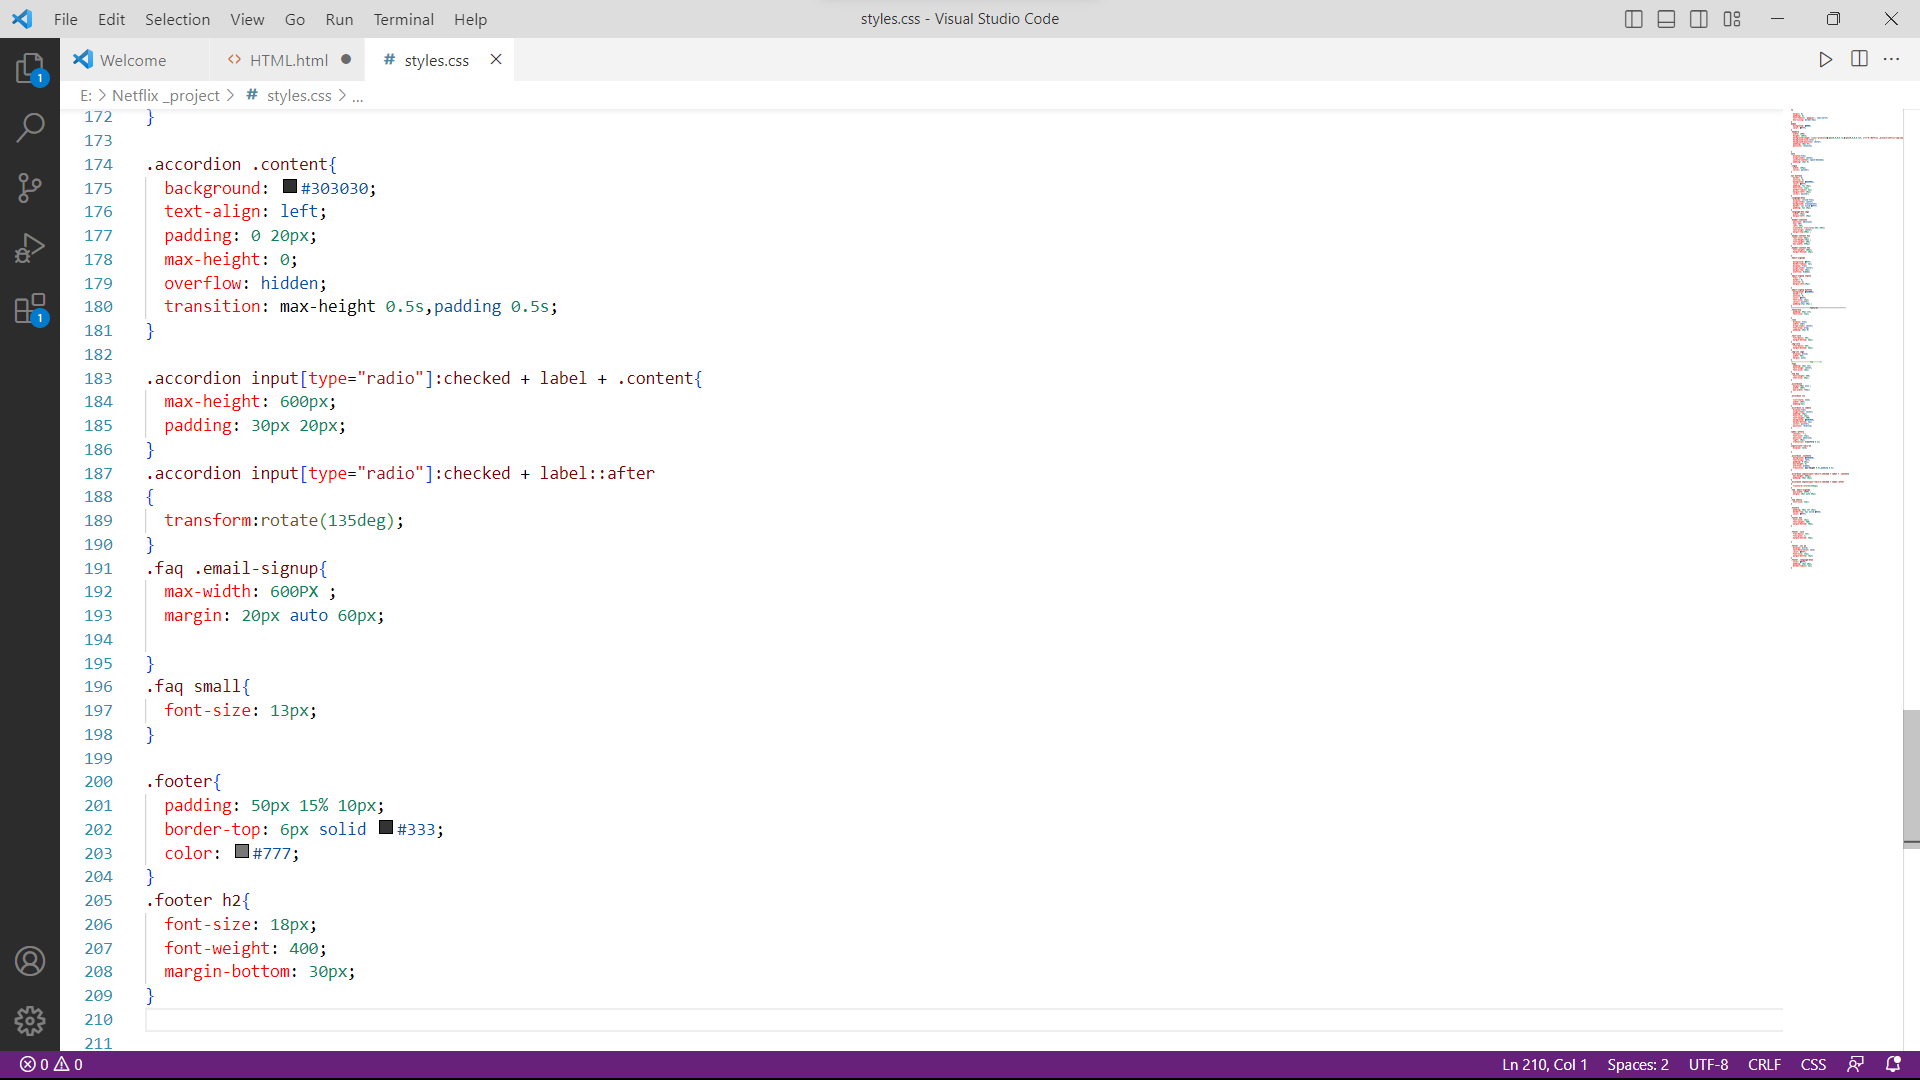 File Edit Selection View Go Run Terminal Help
styles.css - Visual Studio Code
Welcome
<> HTML.html
# styles.css
E: > Netflix _project > # styles.css > ...
172 }
173
174 .accordion .content{
175 background: #303030;
176 text-align: left;
177 padding: 0 20px;
178 max-height: 0;
179 overflow: hidden;
180 transition: max-height 0.5s,padding 0.5s;
181 }
182
183 .accordion input[type="radio"]:checked + label + .content{
184 max-height: 600px;
185 padding: 30px 20px;
186 }
187 .accordion input[type="radio"]:checked + label::after
188 {
189 transform:rotate(135deg);
190 }
191 .faq .email-signup{
192 max-width: 600PX ;
193 margin: 20px auto 60px;
194
195 }
196 .faq small{
197 font-size: 13px;
198 }
199
200 .footer{
201 padding: 50px 15% 10px;
202 border-top: 6px solid #333;
203 color: #777;
204 }
205 .footer h2{
206 font-size: 18px;
207 font-weight: 400;
208 margin-bottom: 30px;
209 }
210
211
1
1
0 0
Ln 210, Col 1 Spaces: 2 UTF-8 CRLF CSS